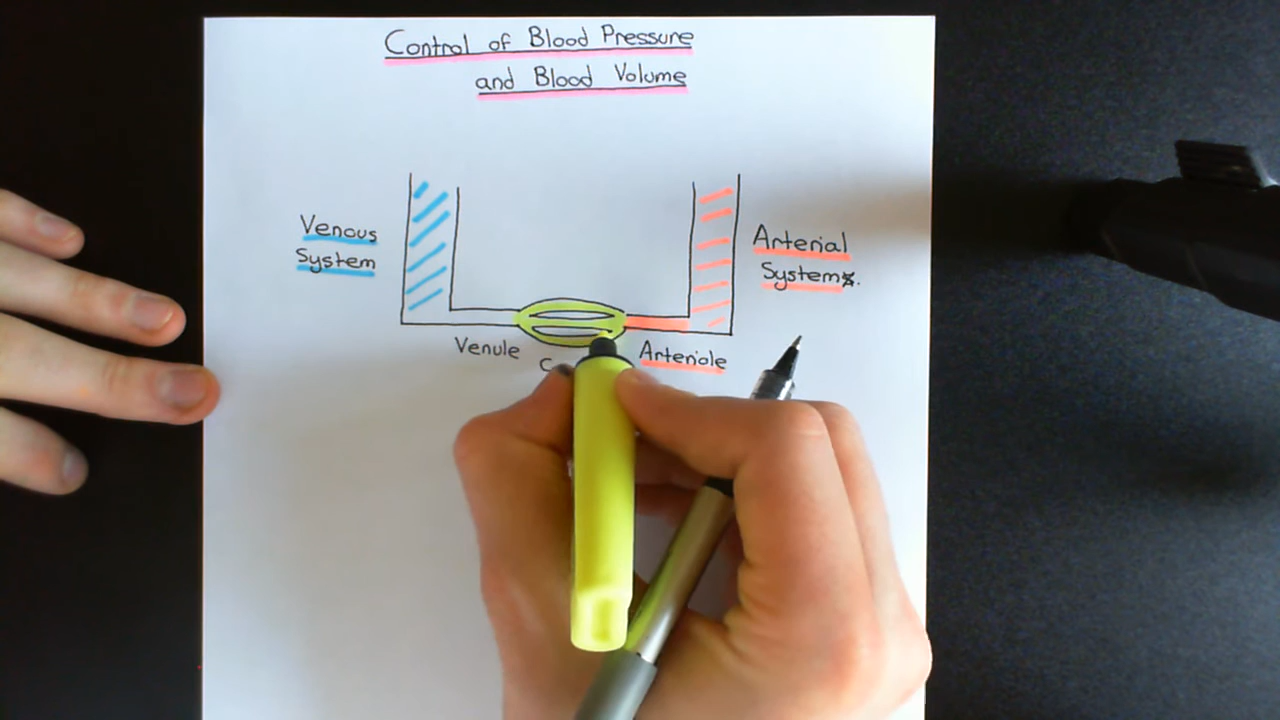 Control of Blood Pressure
and Blood Volume
Venous
System
Arterial
System
Venule
Arteriole